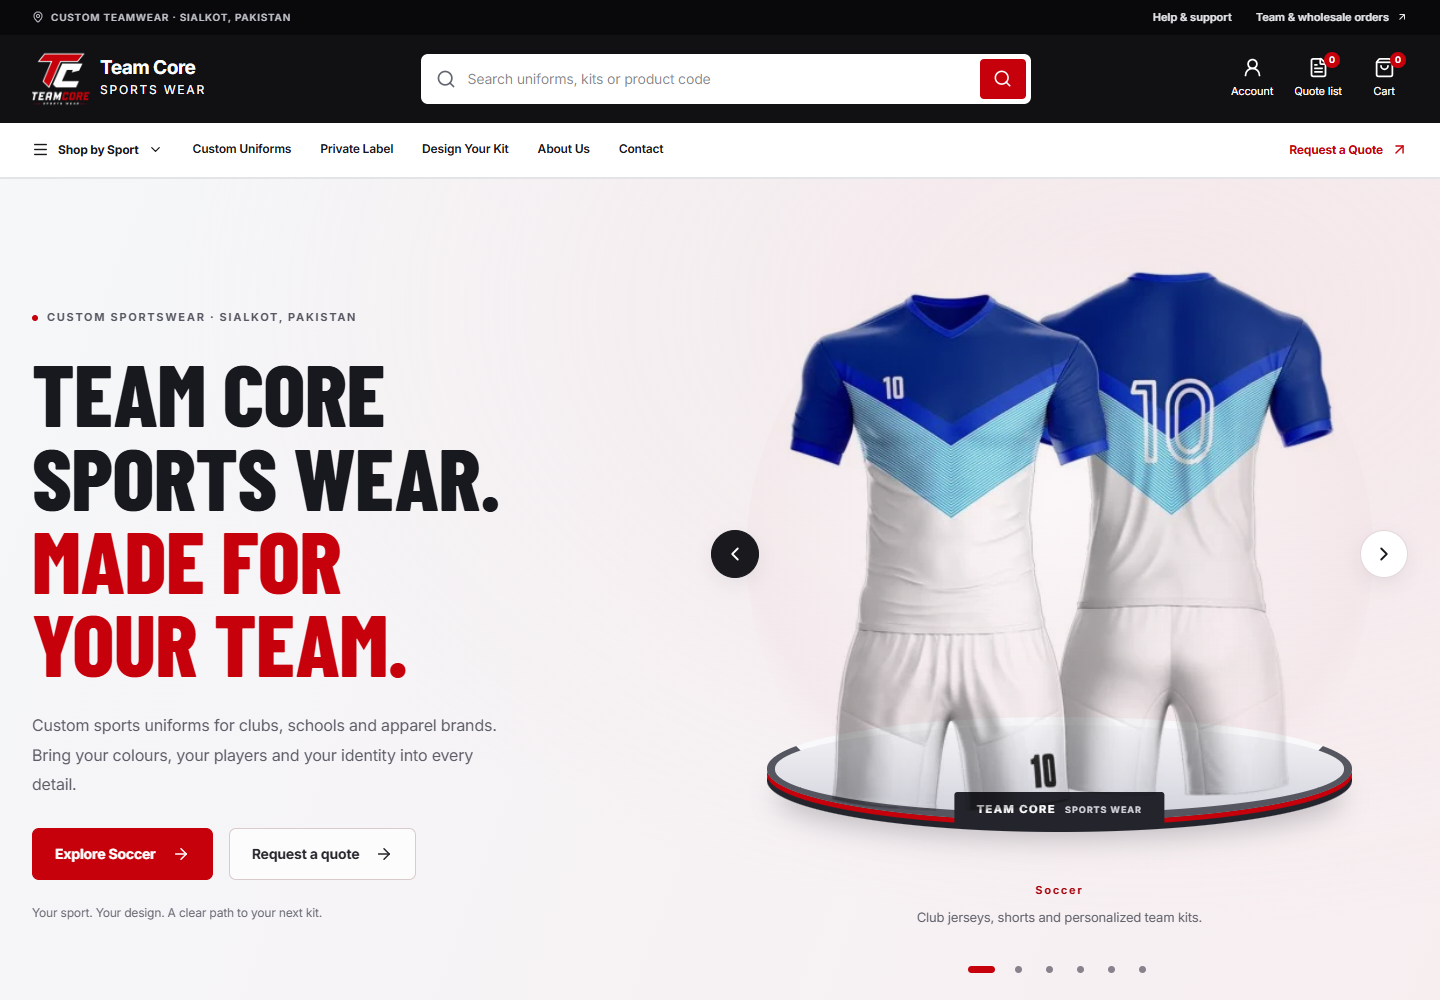 CUSTOM TEAMWEAR · SIALKOT, PAKISTAN
Help & support
Team & wholesale orders
TC
TEAMCORE
SPORTS WEAR
Team Core
SPORTS WEAR
Search uniforms, kits or product code
Account
0
Quote list
0
Cart
Shop by Sport
Custom Uniforms
Private Label
Design Your Kit
About Us
Contact
Request a Quote
CUSTOM SPORTSWEAR · SIALKOT, PAKISTAN
TEAM CORE
SPORTS WEAR.
MADE FOR
YOUR TEAM.
Custom sports uniforms for clubs, schools and apparel brands.
Bring your colours, your players and your identity into every
detail.
Explore Soccer
Request a quote
Your sport. Your design. A clear path to your next kit.
10
10
10
TEAM CORE SPORTS WEAR
Soccer
Club jerseys, shorts and personalized team kits.